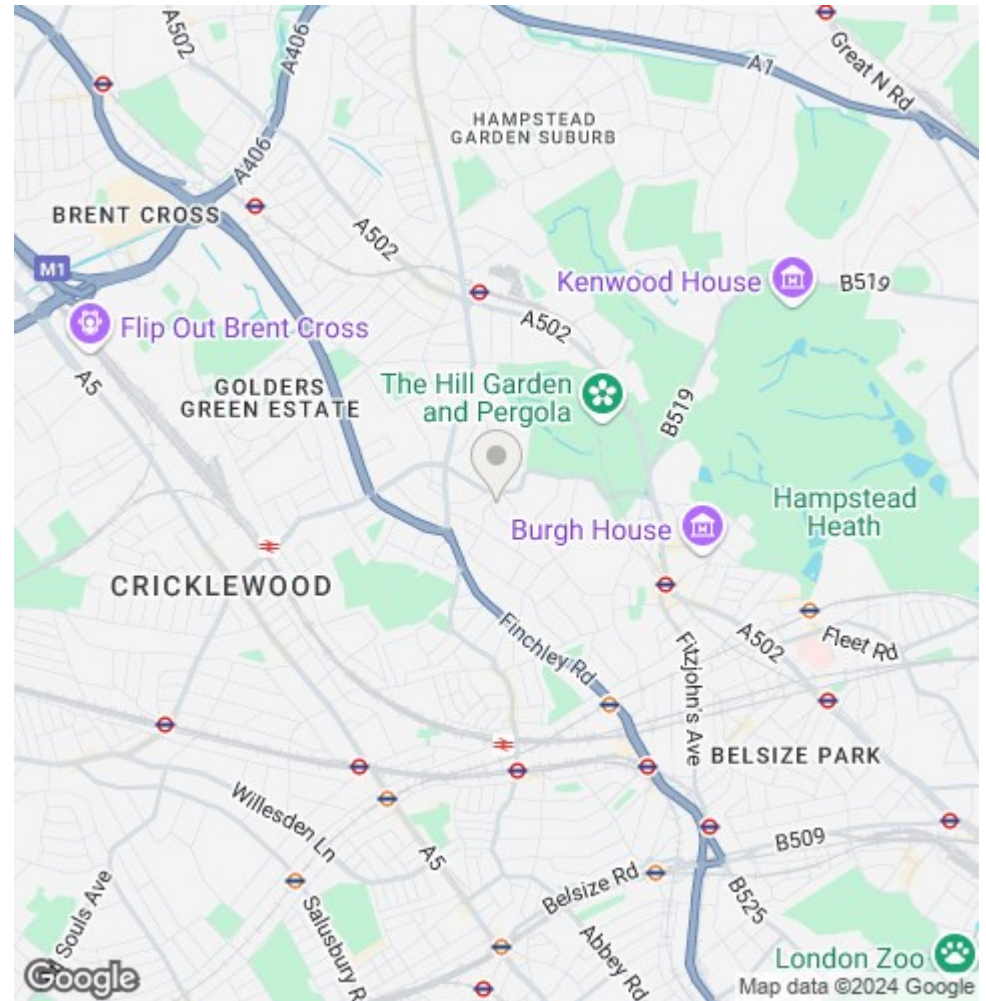 A502
A406
A1
Great N Rd
HAMPSTEAD
GARDEN SUBURB
A406
BRENT CROSS
A502
M1
Kenwood House
B519
Flip Out Brent Cross
A502
A5
GOLDERS
GREEN ESTATE
The Hill Garden
and Pergola
B519
Hampstead
Heath
Burgh House
CRICKLEWOOD
Finchley Rd
A502
Fleet Rd
Fitzjohn's Ave
BELSIZE PARK
Willesden Ln
A5
B509
Belsize Rd
B525
Souls Ave
Salusbury R
Abbey Rd
London Zoo
Google
Map data ©2024 Google